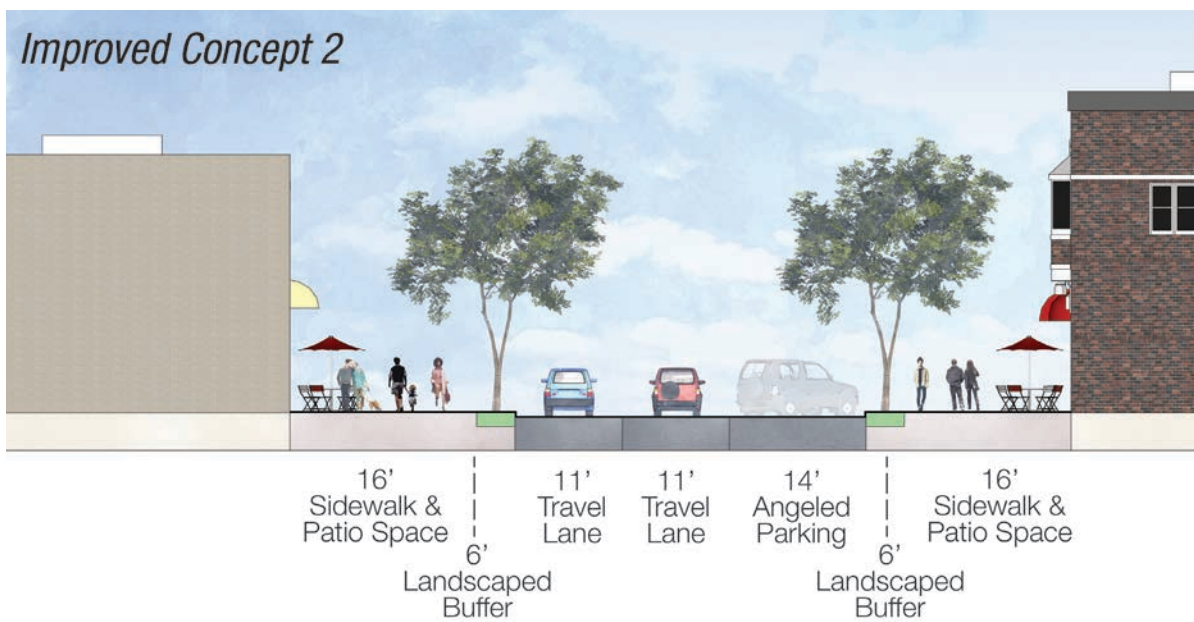 Improved Concept 2
16’
Sidewalk &
Patio Space
6’
Landscaped
Buffer
11’
Travel
Lane
11’
Travel
Lane
14’
Angeled
Parking
6’
Landscaped
Buffer
16’
Sidewalk &
Patio Space